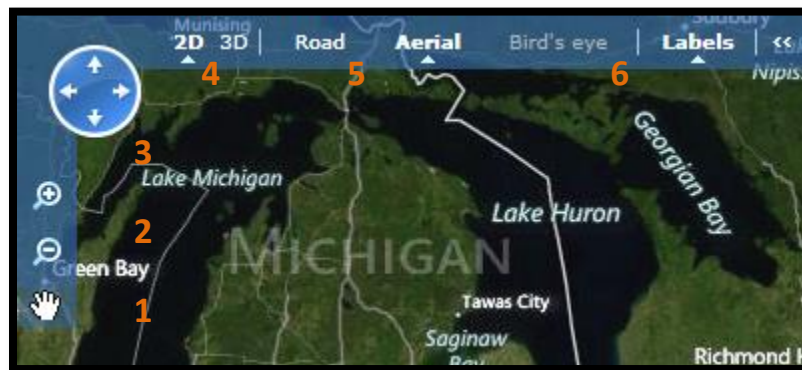 Munising
2D 3D Road Aerial Bird's eye Labels <<
4 5 6
3
Lake Michigan
Georgian Bay
Lake Huron
2
MICHIGAN
Green Bay
1
Tawas City
Saginaw
Bay
Richmond